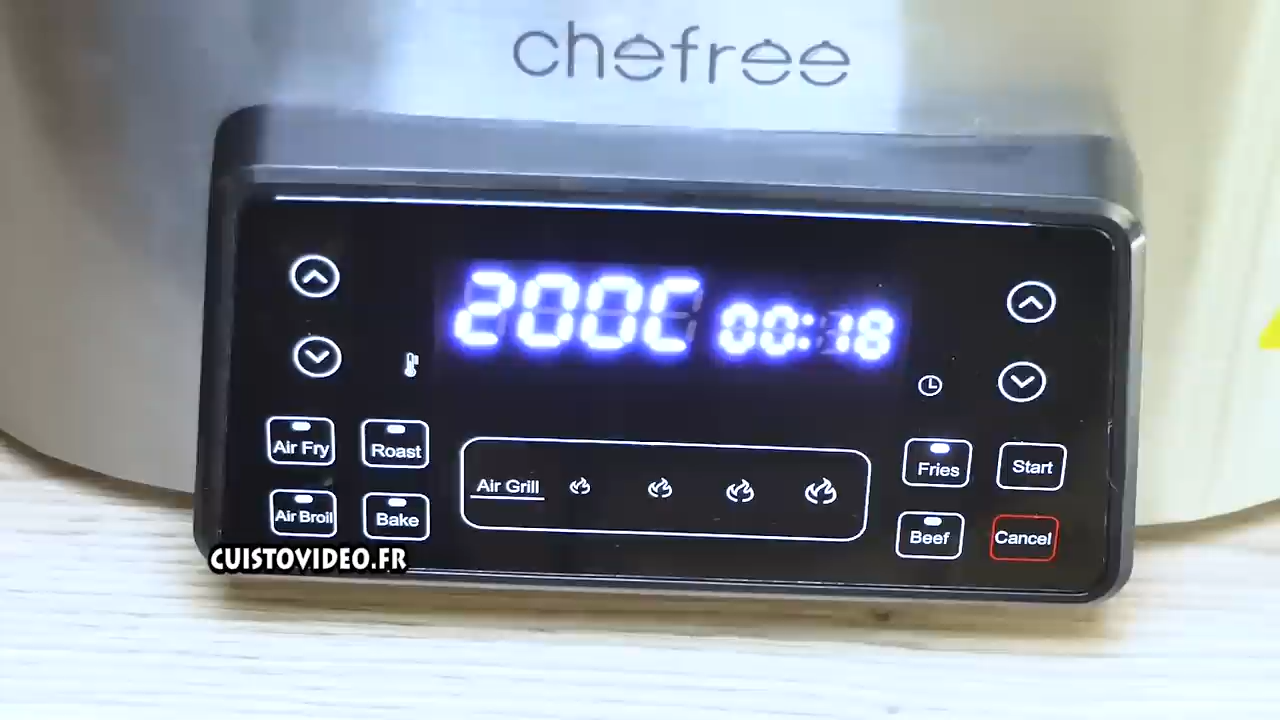 chefree
200C 00:18
Air Fry
Roast
Air Broil
Bake
Air Grill
Fries
Start
Beef
Cancel
CUISTOVIDEO.FR